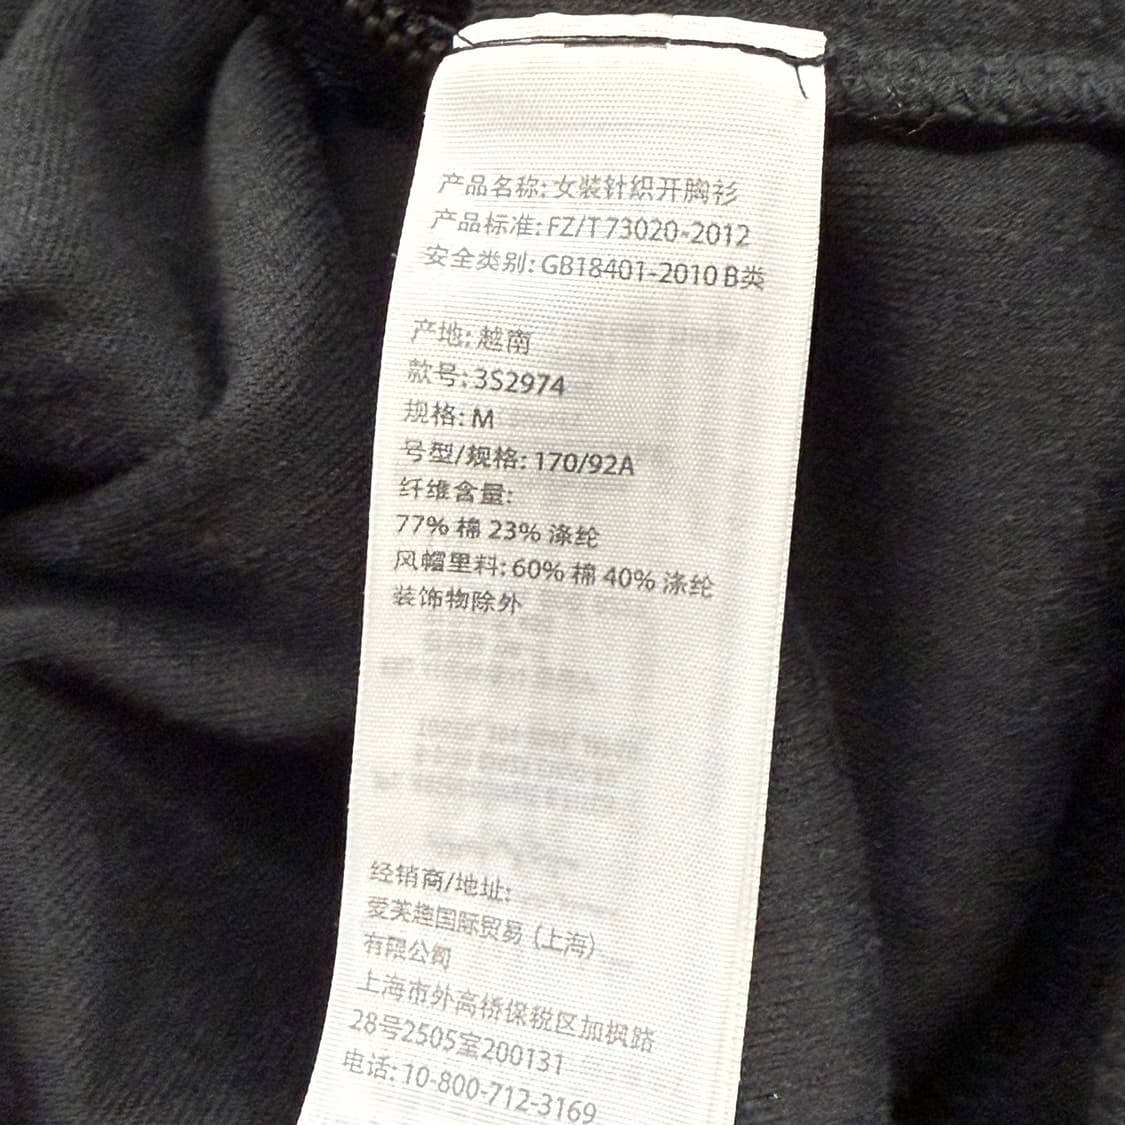 产品名称: 女装针织开胸衫
产品标准: FZ/T 73020-2012
安全类别: GB18401-2010 B类
产地: 越南
款号: 3S2974
规格: M
号型/规格: 170/92A
纤维含量:
77% 棉 23% 涤纶
风帽里料: 60% 棉 40% 涤纶
装饰物除外
经销商/地址:
爱芙趣国际贸易 (上海)
有限公司
上海市外高桥保税区加枫路
28号2505室200131
电话: 10-800-712-3169